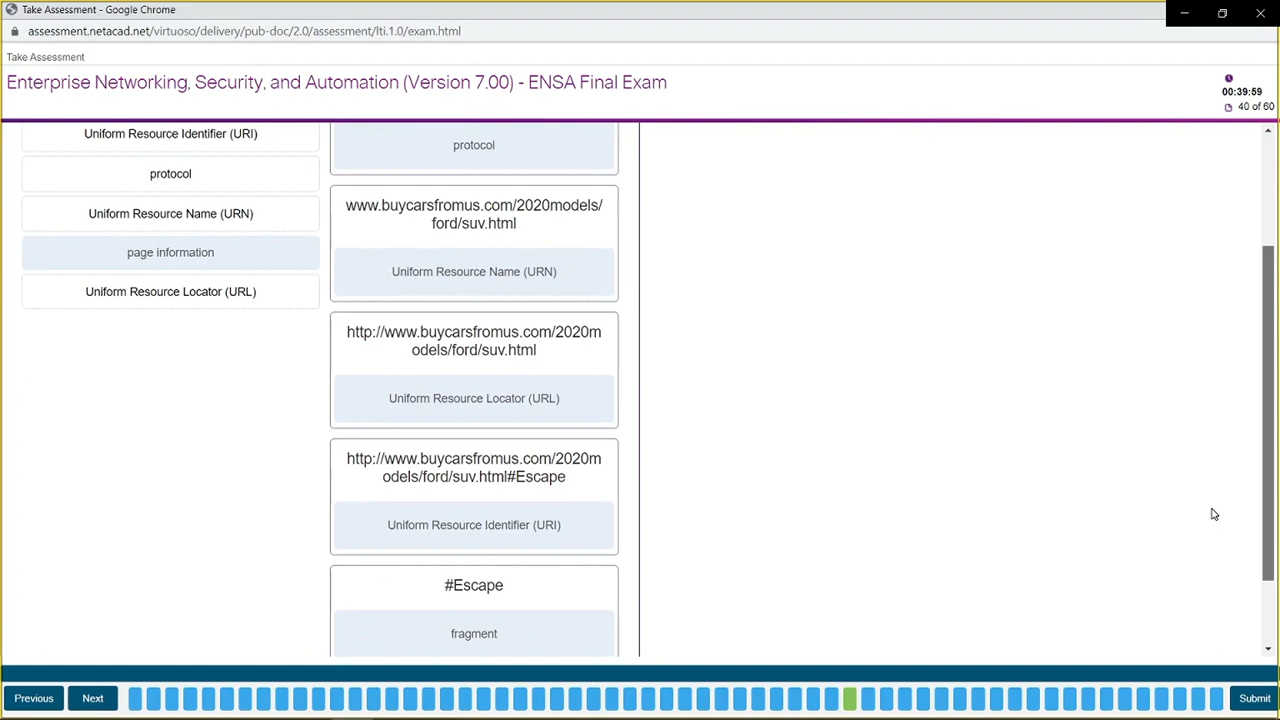 Take Assessment - Google Chrome
assessment.netacad.net/virtuoso/delivery/pub-doc/2.0/assessment/lti.1.0/exam.html
Take Assessment
Enterprise Networking, Security, and Automation (Version 7.00) - ENSA Final Exam
00:39:59
40 of 60
Uniform Resource Identifier (URI)
protocol
Uniform Resource Name (URN)
page information
Uniform Resource Locator (URL)
protocol
www.buycarsfromus.com/2020models/
ford/suv.html
Uniform Resource Name (URN)
http://www.buycarsfromus.com/2020m
odels/ford/suv.html
Uniform Resource Locator (URL)
http://www.buycarsfromus.com/2020m
odels/ford/suv.html#Escape
Uniform Resource Identifier (URI)
#Escape
fragment
Previous
Next
Submit